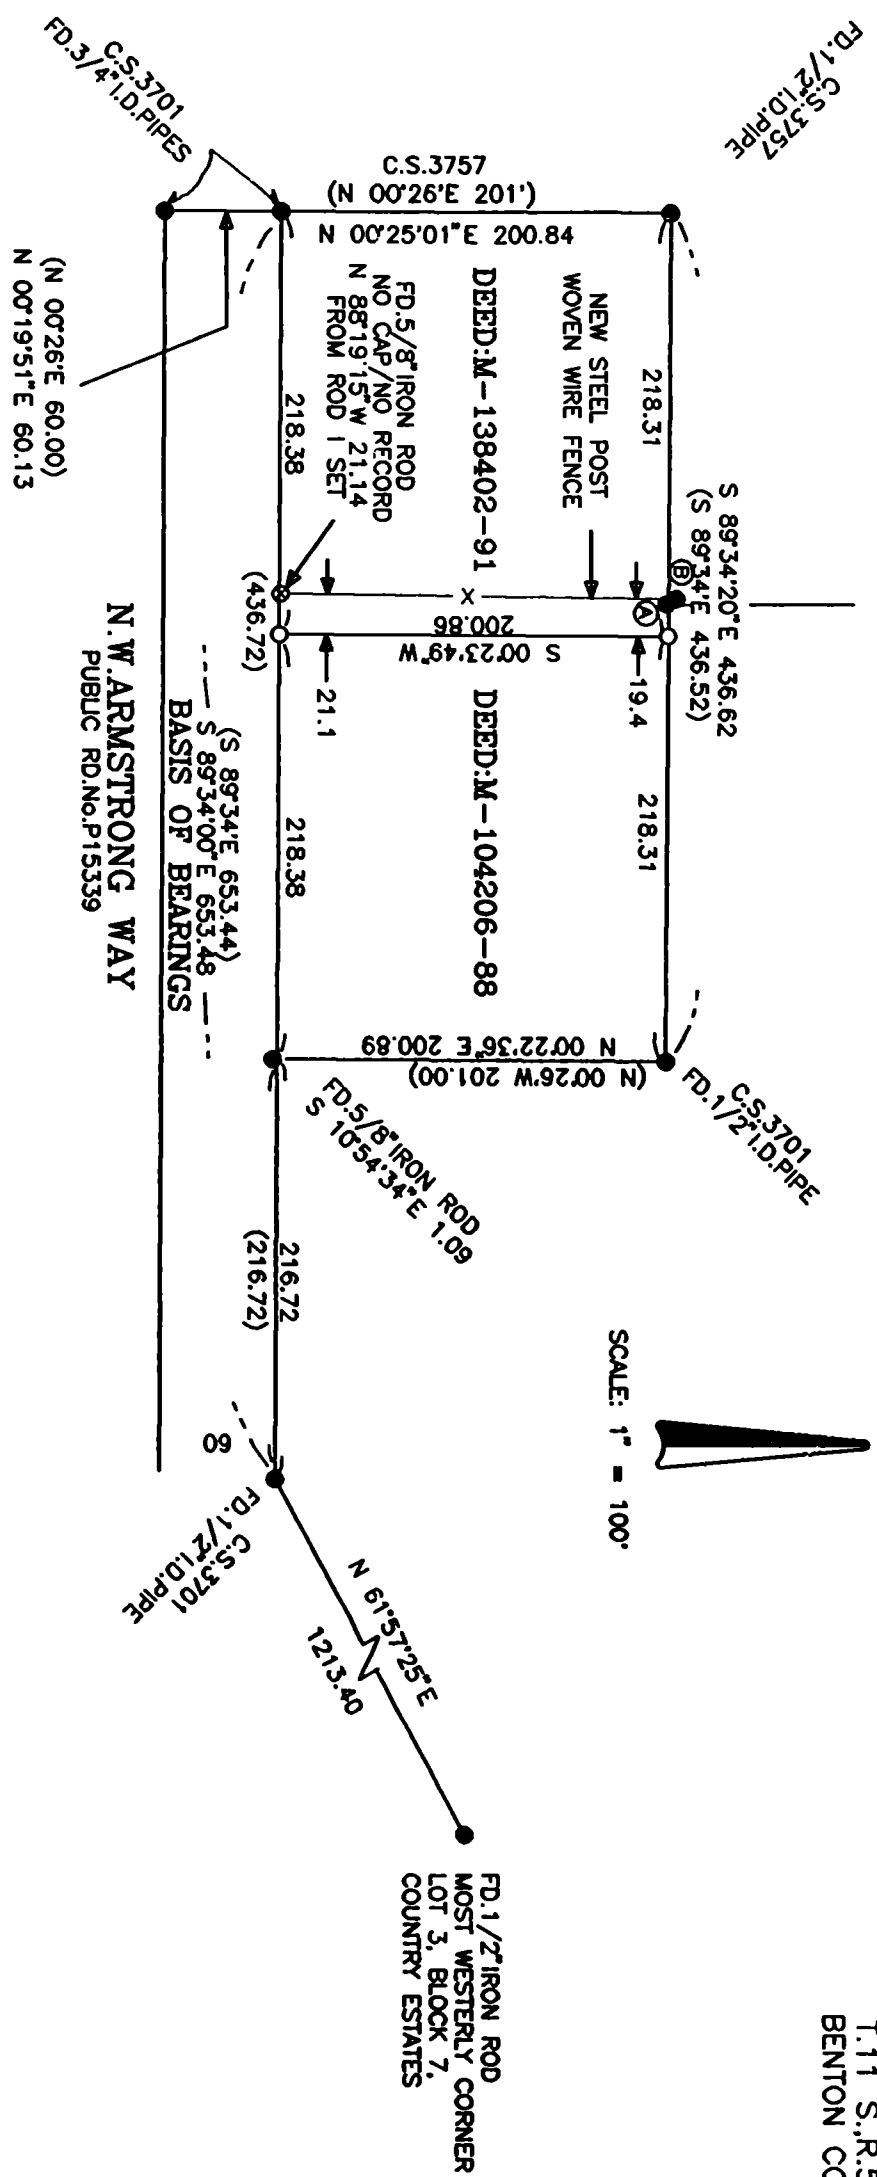 T.11 S.,R.5
BENTON CO
C.S.3757
FD.1/2"I.D.PIPE
S 89°34'20"E 436.62
(S 89°34'E 436.52)
218.31
B
A
19.4
218.31
C.S.3701
FD.1/2"I.D.PIPE
SCALE: 1" = 100'
C.S.3757
(N 00°26'E 201')
N 00°25'01"E 200.84
NEW STEEL POST
WOVEN WIRE FENCE
DEED:M-138402-91
X
200.86
S 00°23'49"W
DEED:M-104206-88
N 00°22'36"E 200.89
(N 00°26'W 201.00)
FD.5/8"IRON ROD
NO CAP/NO RECORD
N 88°19'15"W 21.14
FROM ROD I SET
21.1
C.S.3701
FD.3/4"I.D.PIPES
218.38
(436.72)
218.38
FD.5/8"IRON ROD
S 10°54'34"E 1.09
216.72
(216.72)
(S 89°34'E 653.44)
S 89°34'00"E 653.48
BASIS OF BEARINGS
60
C.S.3701
FD.1/2"I.D.PIPE
N 61°57'25"E
1213.40
FD.1/2"IRON ROD
MOST WESTERLY CORNER
LOT 3, BLOCK 7,
COUNTRY ESTATES
N.W.ARMSTRONG WAY
PUBLIC RD.No.P15339
(N 00°26'E 60.00)
N 00°19'51"E 60.13